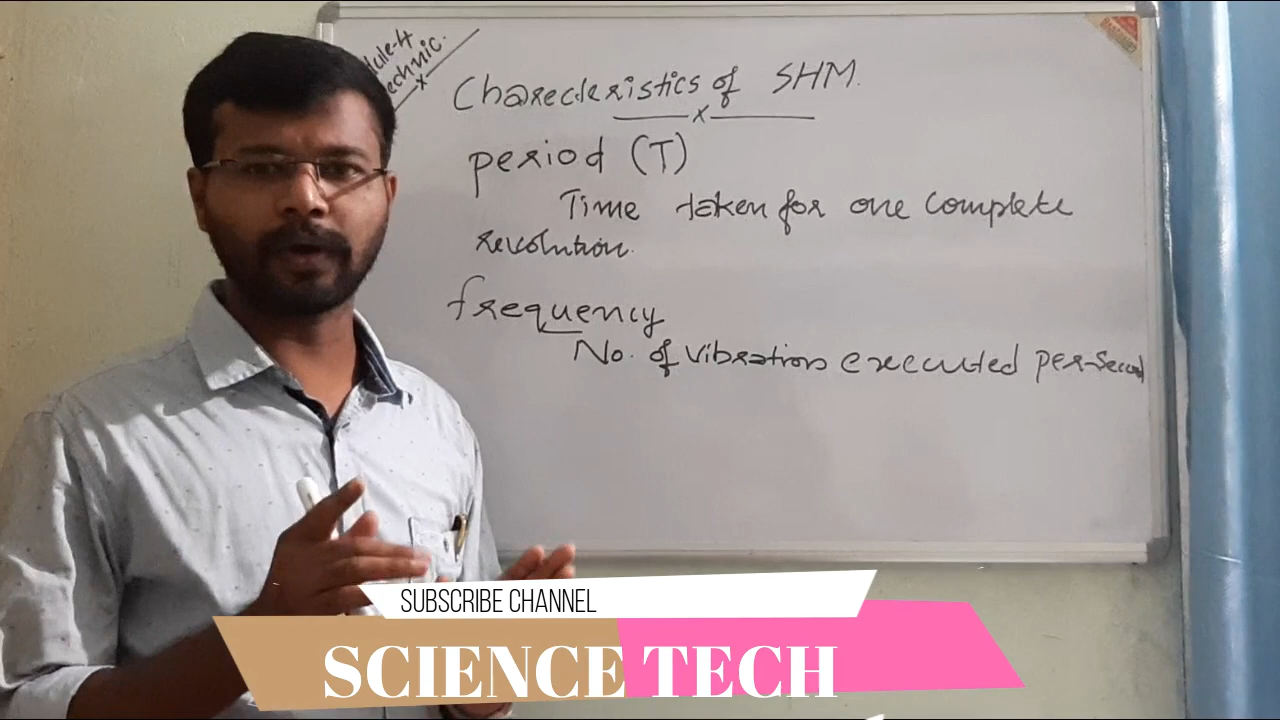 Charecteristics of SHM.
x
period (T)
Time taken for one complete
revolution.
frequency
No. of vibrations executed per-second
SUBSCRIBE CHANNEL
SCIENCE TECH